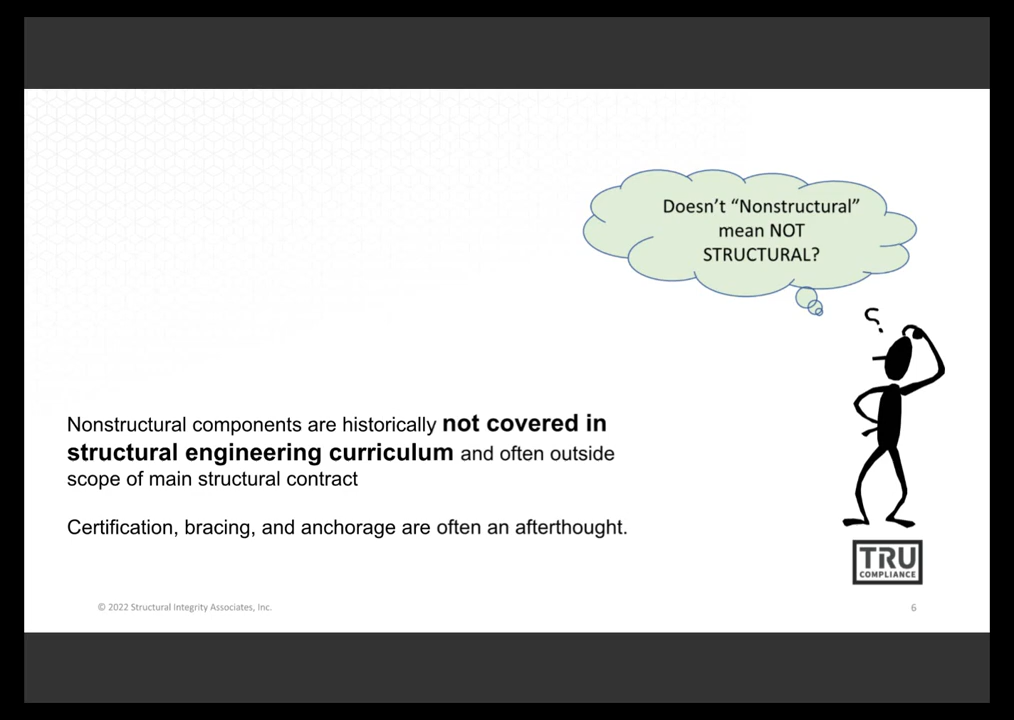 Doesn't “Nonstructural”
mean NOT
STRUCTURAL?
?
Nonstructural components are historically not covered in
structural engineering curriculum and often outside
scope of main structural contract
Certification, bracing, and anchorage are often an afterthought.
TRU
COMPLIANCE
© 2022 Structural Integrity Associates, Inc.
6